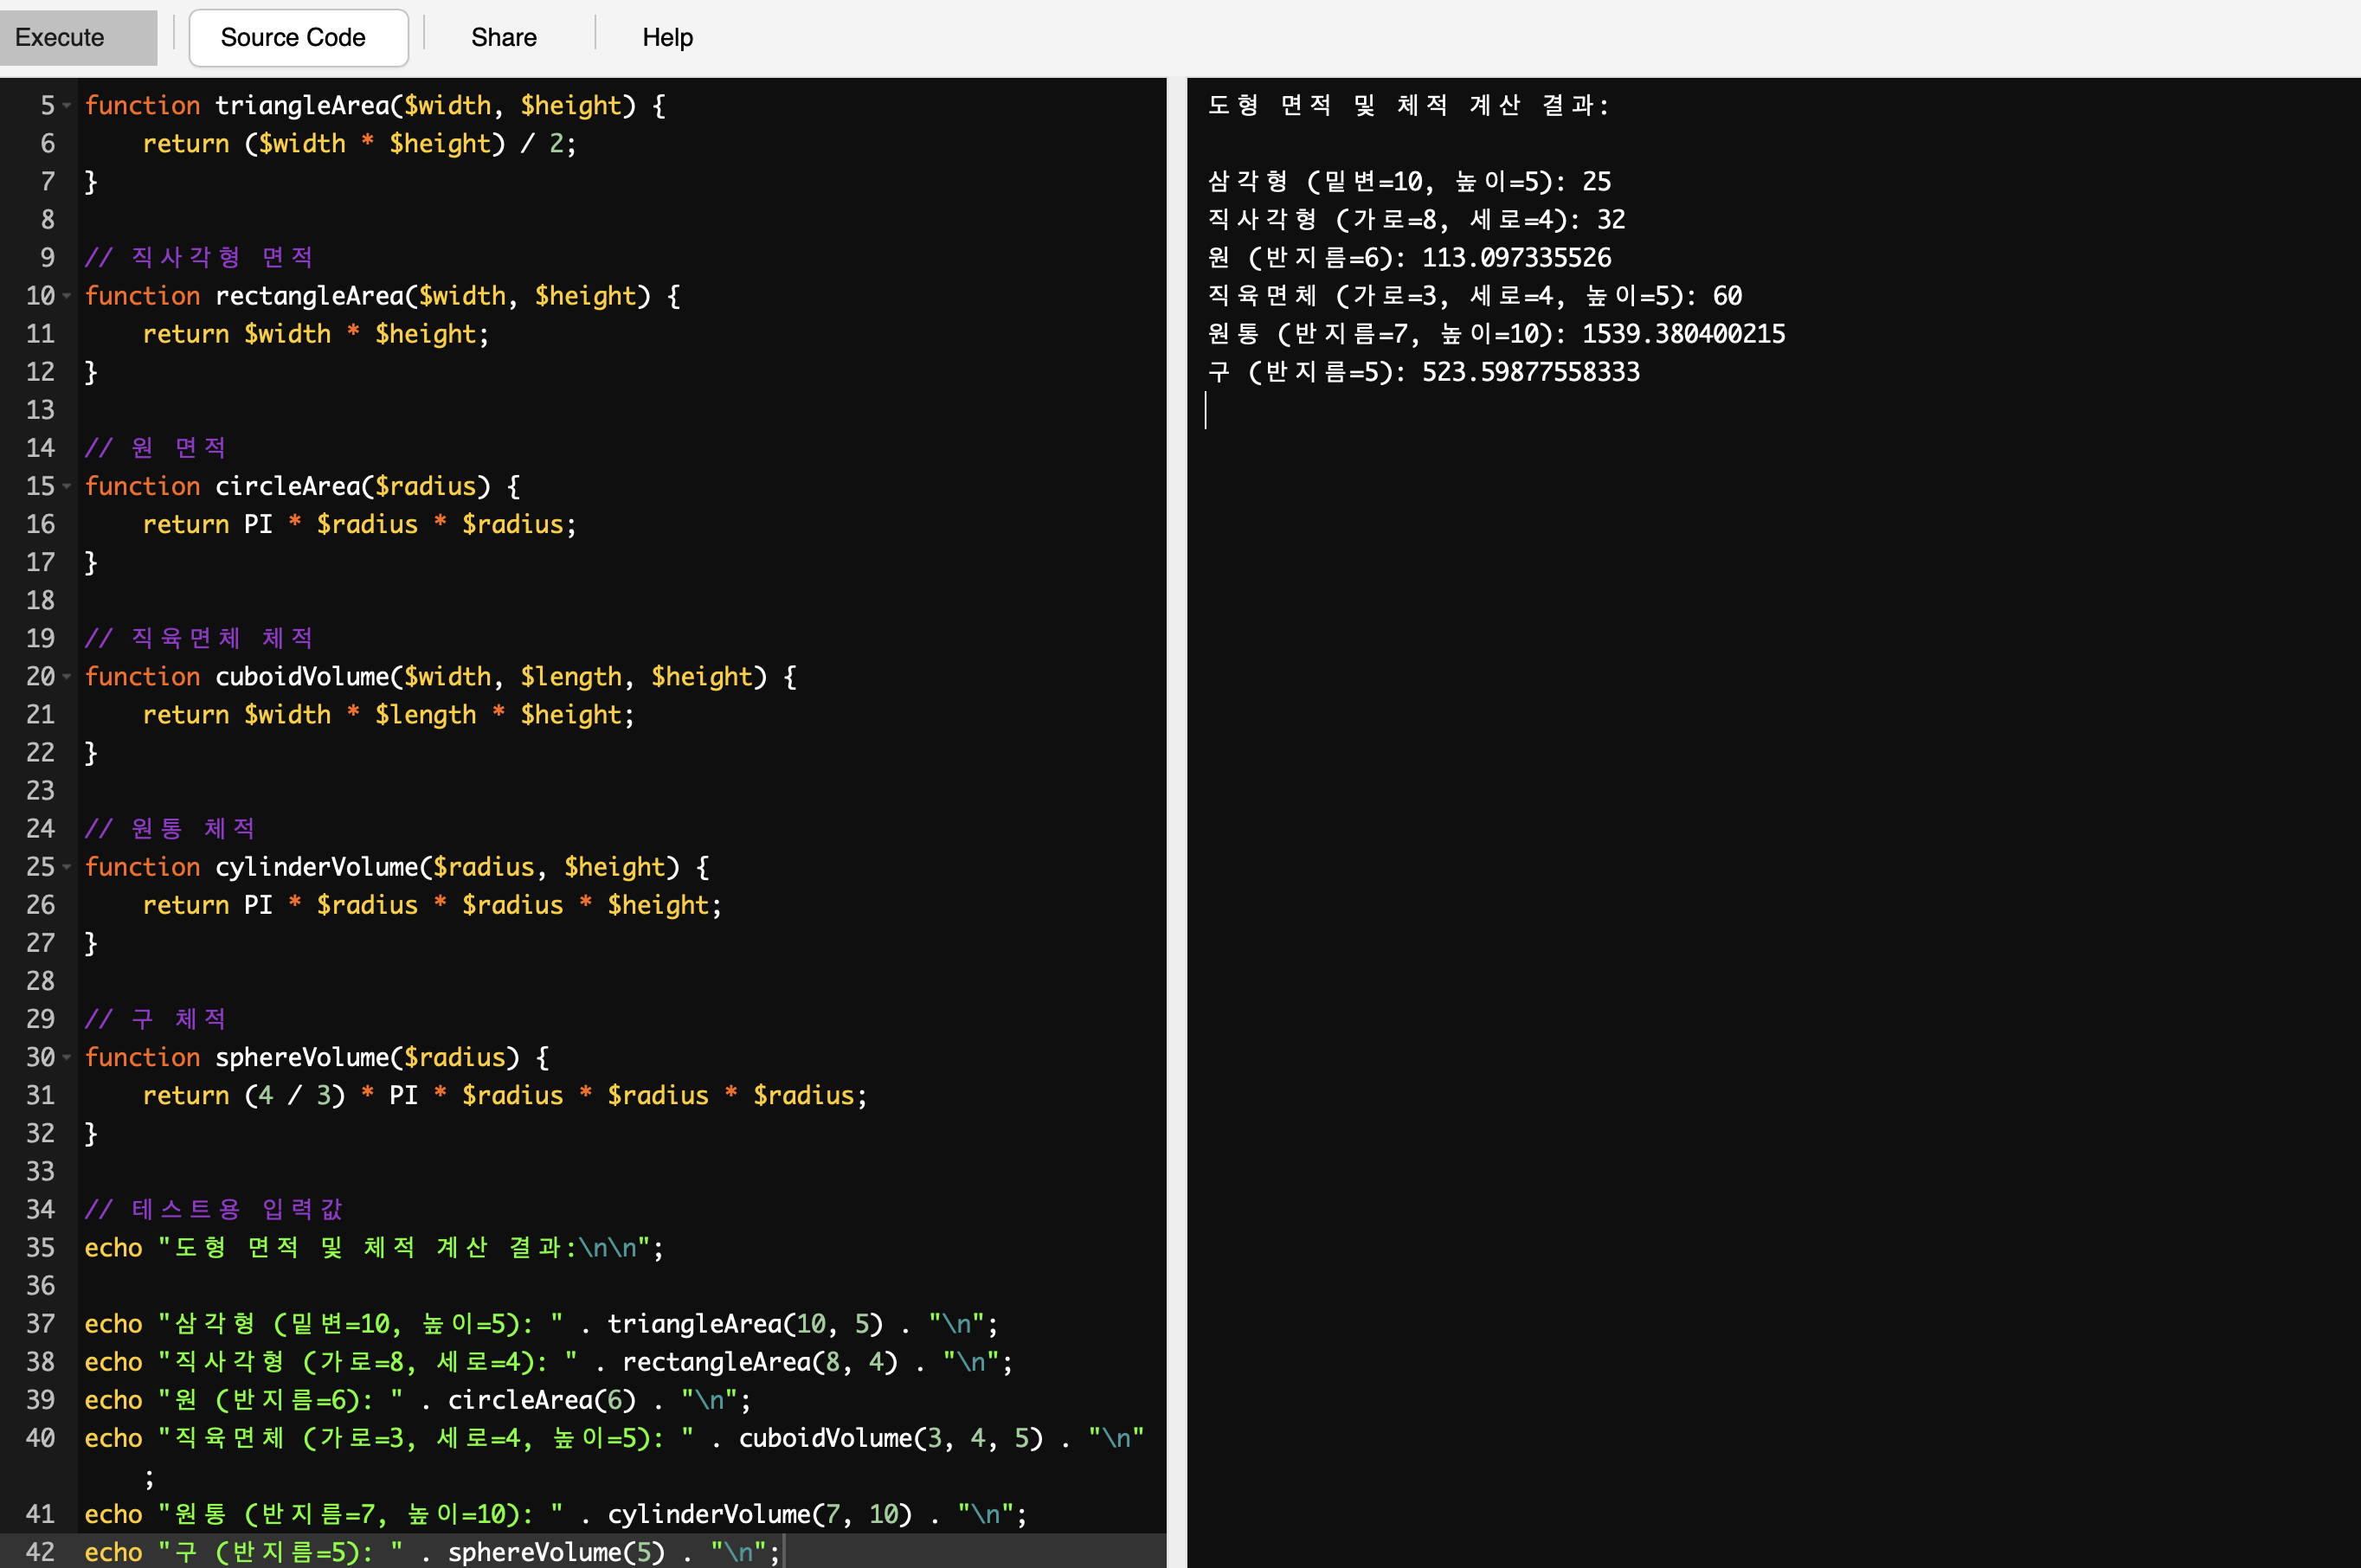 Execute
Source Code
Share
Help
5 function triangleArea($width, $height) {
6     return ($width * $height) / 2;
7 }
8
9 // 직사각형 면적
10 function rectangleArea($width, $height) {
11     return $width * $height;
12 }
13
14 // 원 면적
15 function circleArea($radius) {
16     return PI * $radius * $radius;
17 }
18
19 // 직육면체 체적
20 function cuboidVolume($width, $length, $height) {
21     return $width * $length * $height;
22 }
23
24 // 원통 체적
25 function cylinderVolume($radius, $height) {
26     return PI * $radius * $radius * $height;
27 }
28
29 // 구 체적
30 function sphereVolume($radius) {
31     return (4 / 3) * PI * $radius * $radius * $radius;
32 }
33
34 // 테스트용 입력값
35 echo "도형 면적 및 체적 계산 결과:\n\n";
36
37 echo "삼각형 (밑변=10, 높이=5): " . triangleArea(10, 5) . "\n";
38 echo "직사각형 (가로=8, 세로=4): " . rectangleArea(8, 4) . "\n";
39 echo "원 (반지름=6): " . circleArea(6) . "\n";
40 echo "직육면체 (가로=3, 세로=4, 높이=5): " . cuboidVolume(3, 4, 5) . "\n"
;
41 echo "원통 (반지름=7, 높이=10): " . cylinderVolume(7, 10) . "\n";
42 echo "구 (반지름=5): " . sphereVolume(5) . "\n";
도형 면적 및 체적 계산 결과:

삼각형 (밑변=10, 높이=5): 25
직사각형 (가로=8, 세로=4): 32
원 (반지름=6): 113.097335526
직육면체 (가로=3, 세로=4, 높이=5): 60
원통 (반지름=7, 높이=10): 1539.380400215
구 (반지름=5): 523.59877558333